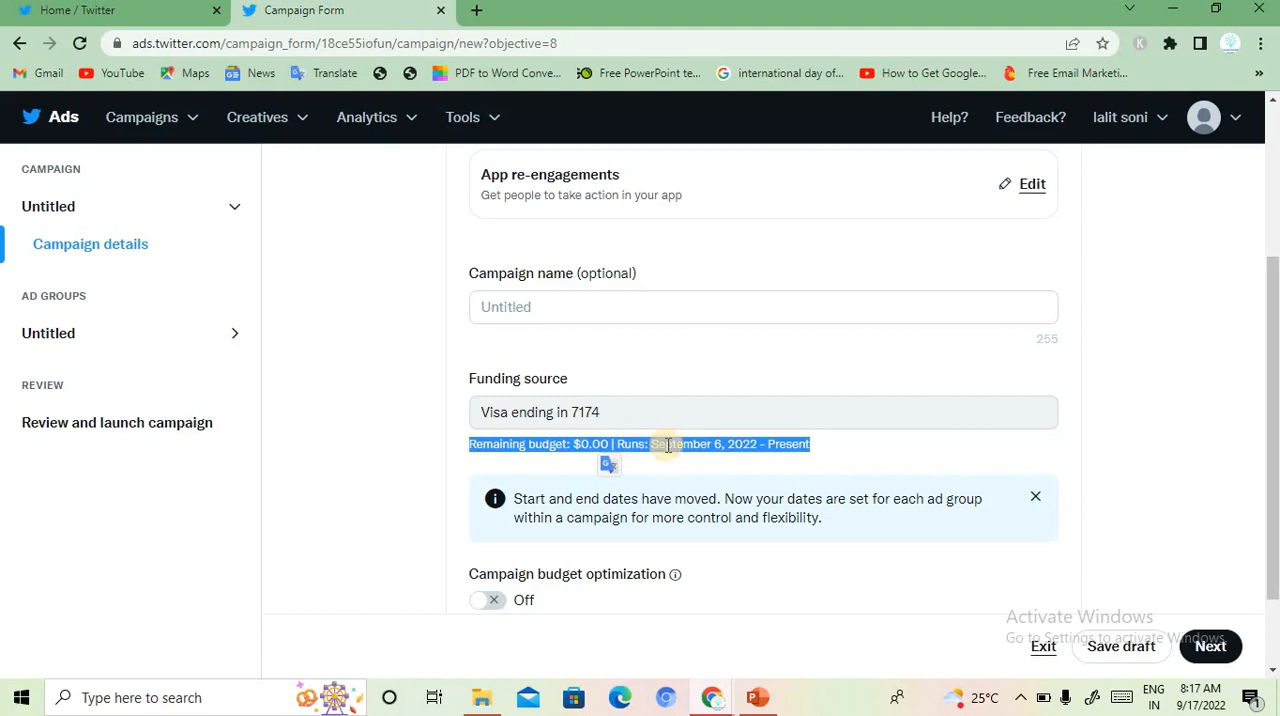 Home / Twitter
Campaign Form
ads.twitter.com/campaign_form/18ce55iofun/campaign/new?objective=8
Gmail
YouTube
Maps
News
Translate
PDF to Word Conve...
Free PowerPoint te...
international day of...
How to Get Google...
Free Email Marketi...
»
Ads
Campaigns
Creatives
Analytics
Tools
Help?
Feedback?
lalit soni
CAMPAIGN
Untitled
Campaign details
AD GROUPS
Untitled
REVIEW
Review and launch campaign
App re-engagements
Get people to take action in your app
Edit
Campaign name (optional)
Untitled
255
Funding source
Visa ending in 7174
Remaining budget: $0.00 | Runs: September 6, 2022 - Present
Start and end dates have moved. Now your dates are set for each ad group
within a campaign for more control and flexibility.
Campaign budget optimization
Off
Activate Windows
Go to Settings to activate Windows.
Exit
Save draft
Next
Type here to search
25°C
ENG
IN
8:17 AM
9/17/2022